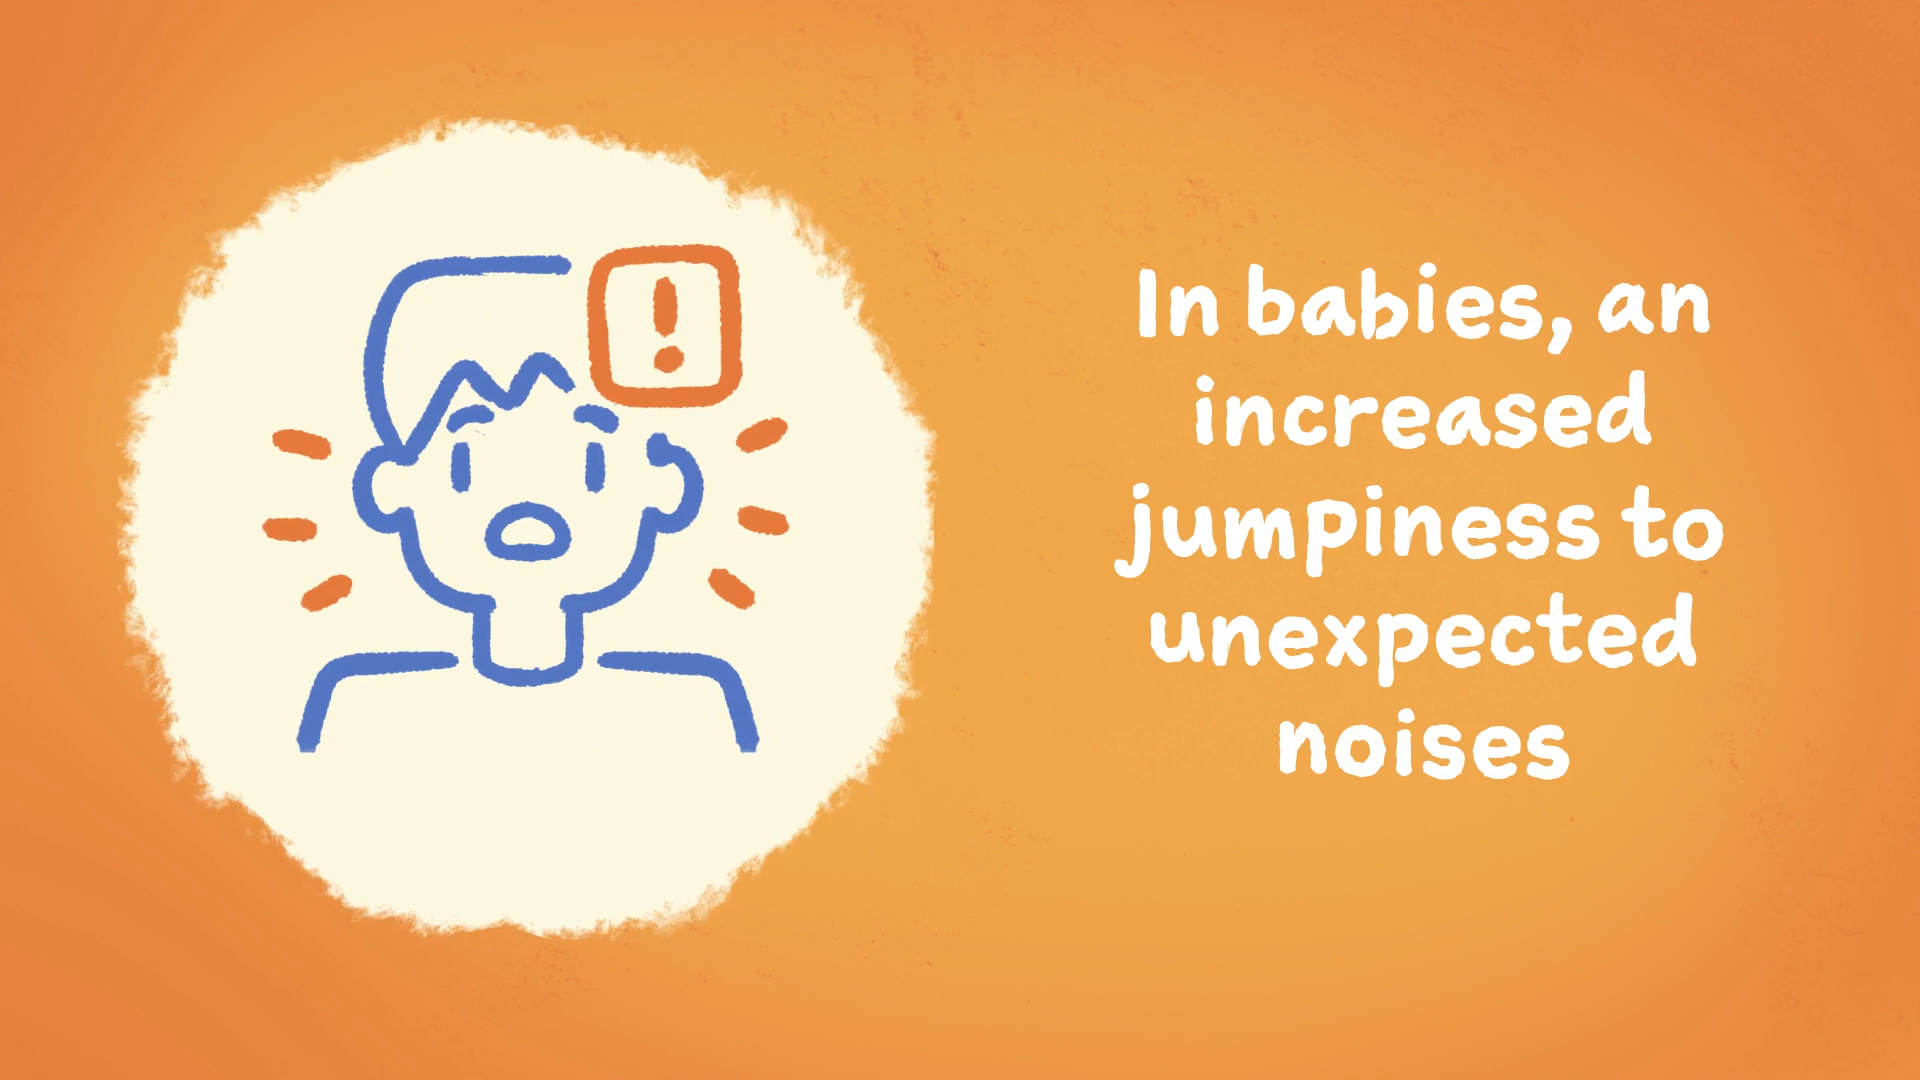 !
In babies, an
increased
jumpiness to
unexpected
noises